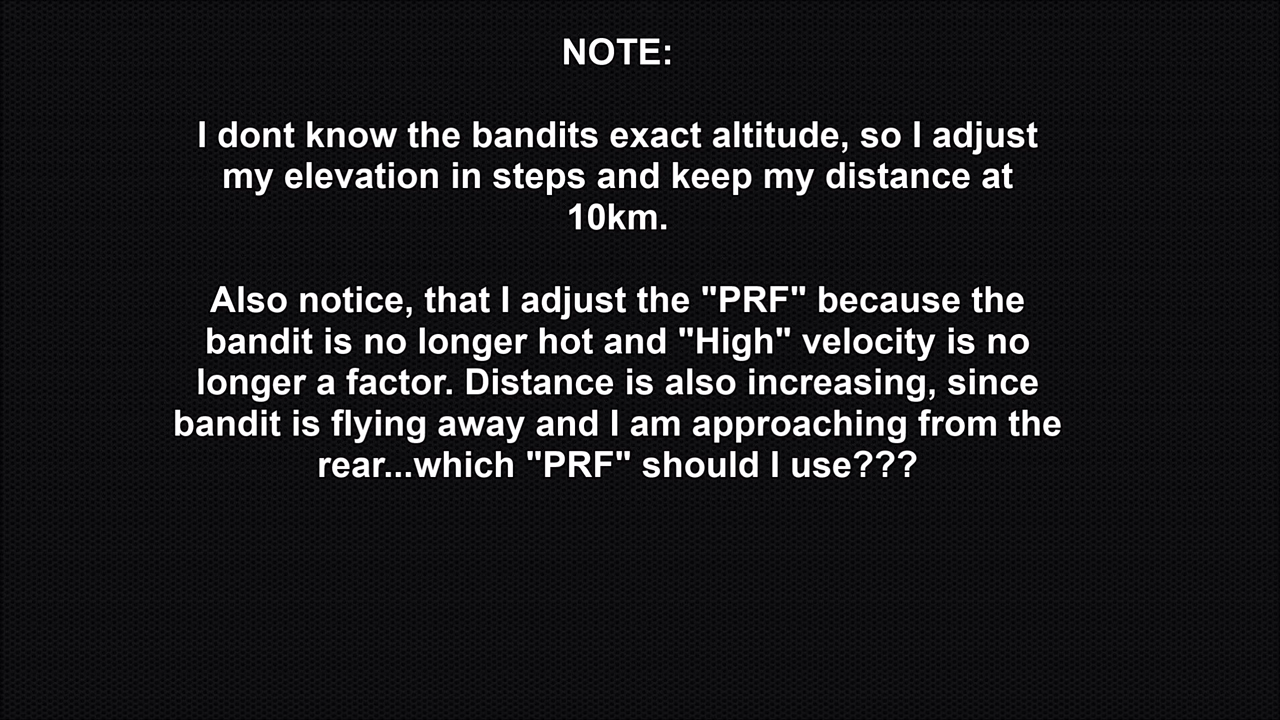 NOTE:
I dont know the bandits exact altitude, so I adjust
my elevation in steps and keep my distance at
10km.
Also notice, that I adjust the "PRF" because the
bandit is no longer hot and "High" velocity is no
longer a factor. Distance is also increasing, since
bandit is flying away and I am approaching from the
rear...which "PRF" should I use???